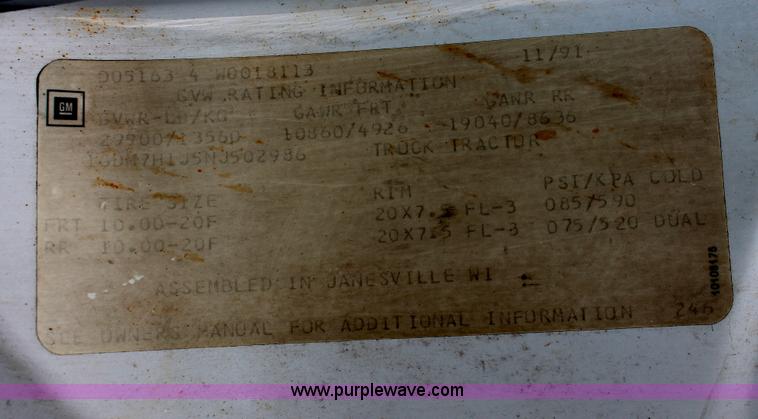 D05163 4 W0018113 11/91
GVW RATING INFORMATION
GM
GVWR-LB/KG GAWR FRT GAWR RR
29900/13560 10860/4926 19040/8636
1GDM7H1J5NJ502986 TRUCK TRACTOR
TIRE SIZE RIM PSI/KPA COLD
FRT 10.00-20F 20X7.5 FL-3 085/590
RR 10.00-20F 20X7.5 FL-3 075/520 DUAL
ASSEMBLED IN JANESVILLE WI
SEE OWNERS MANUAL FOR ADDITIONAL INFORMATION 246
www.purplewave.com